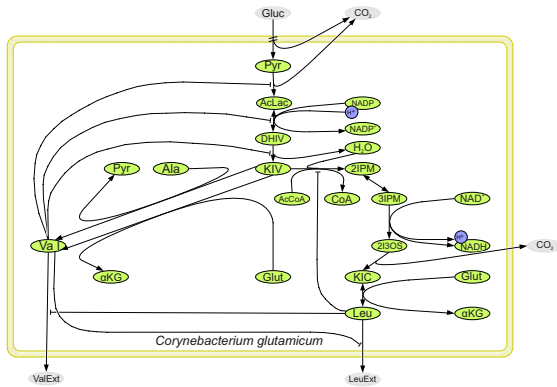 Gluc
CO₂
Pyr
AcLac
NADP
H⁺
NADP⁺
DHIV
H₂O
KIV
2IPM
Pyr
Ala
AcCoA
CoA
3IPM
NAD⁺
Val
2I3OS
H⁺
NADH
CO₂
αKG
Glut
KIC
Glut
Leu
αKG
Corynebacterium glutamicum
ValExt
LeuExt